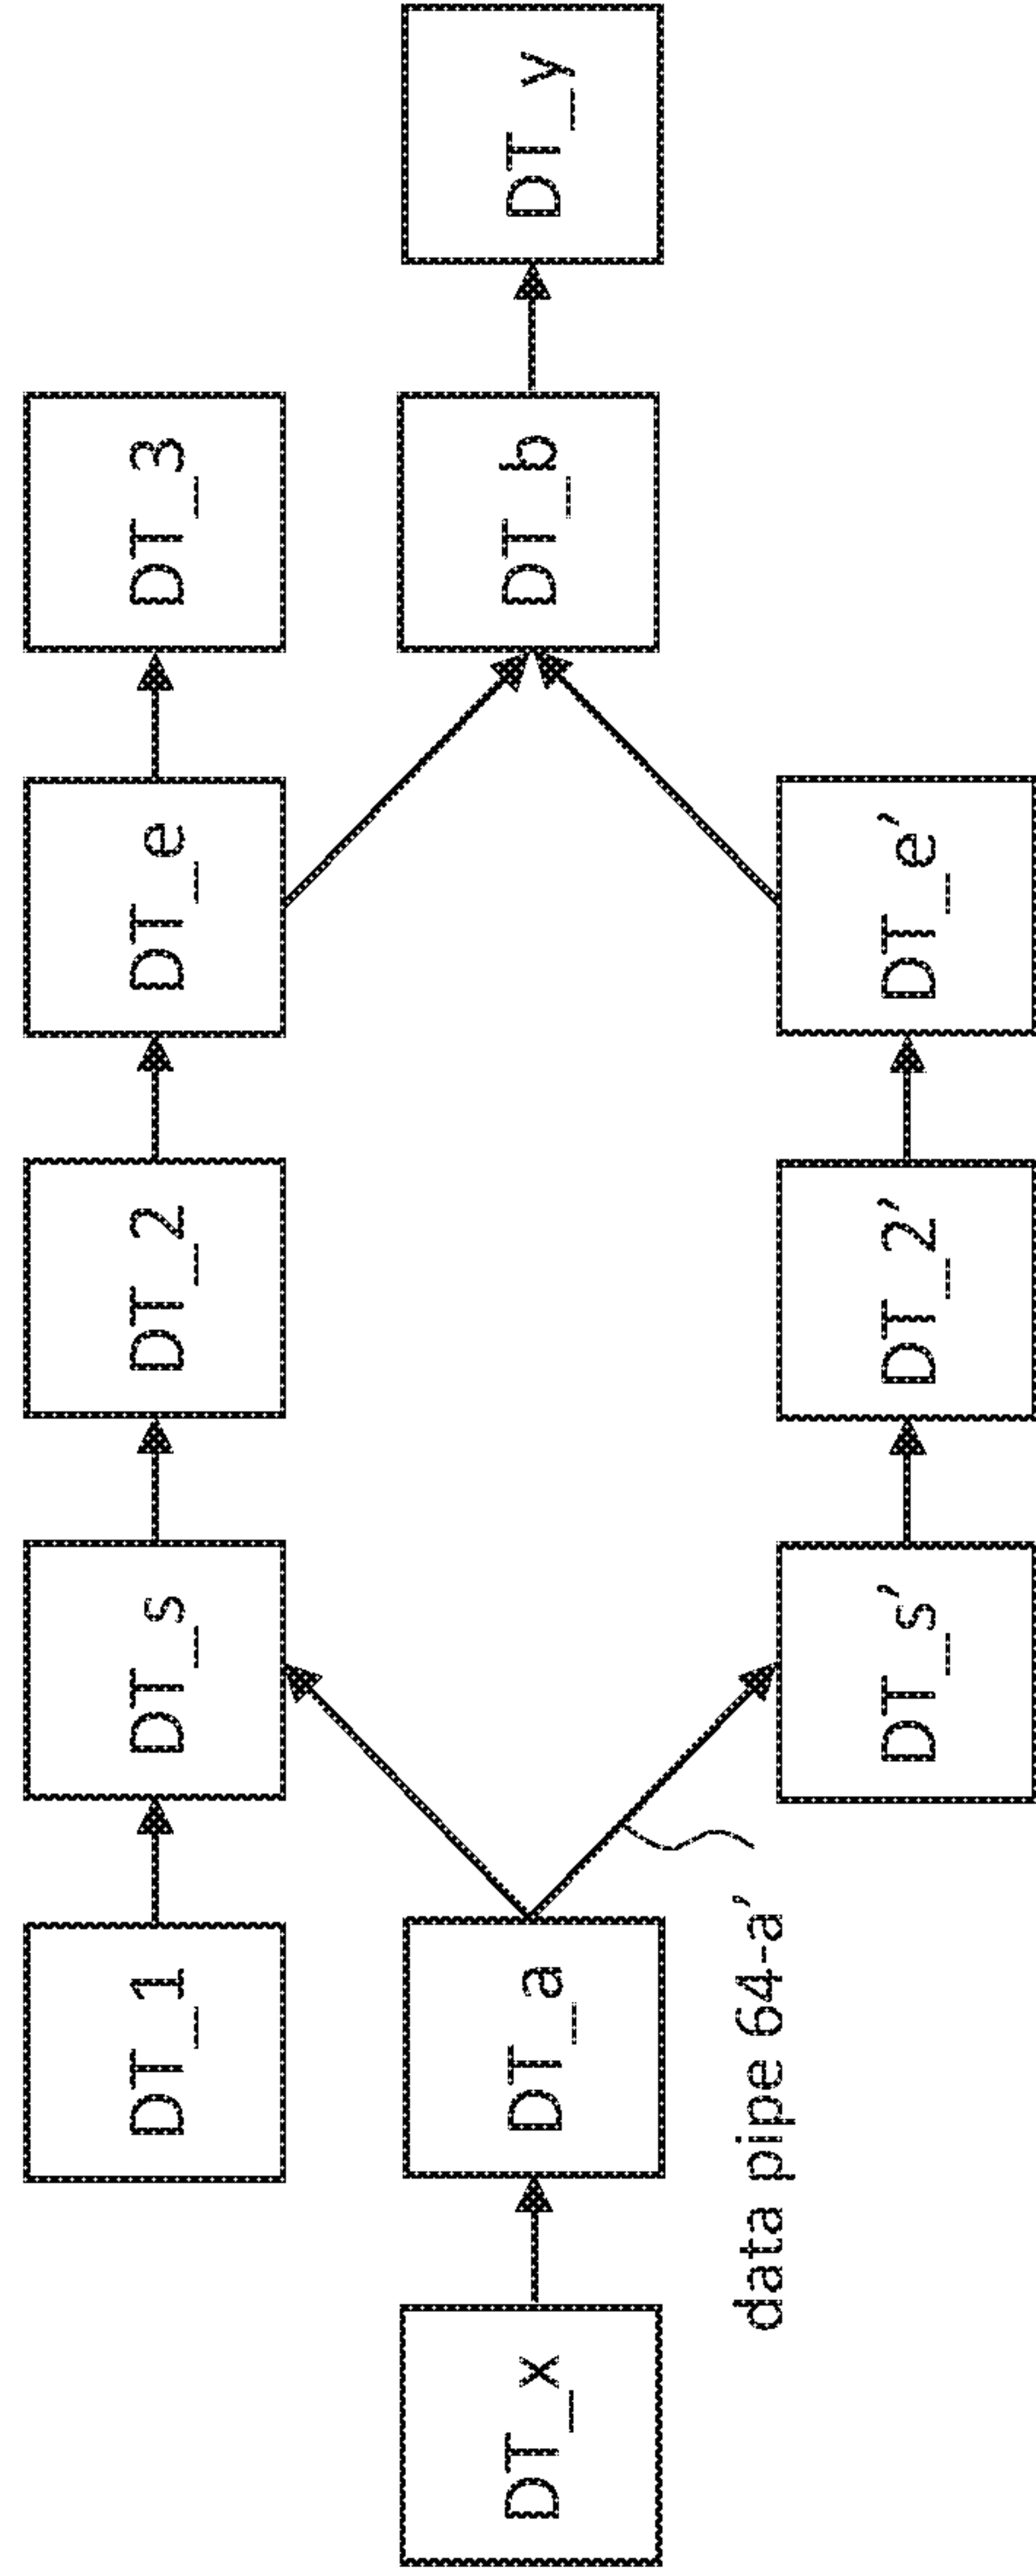 DT_1
DT_s
DT_2
DT_e
DT_3
DT_x
DT_a
DT_b
DT_y
data pipe 64-a’
DT_s’
DT_2’
DT_e’